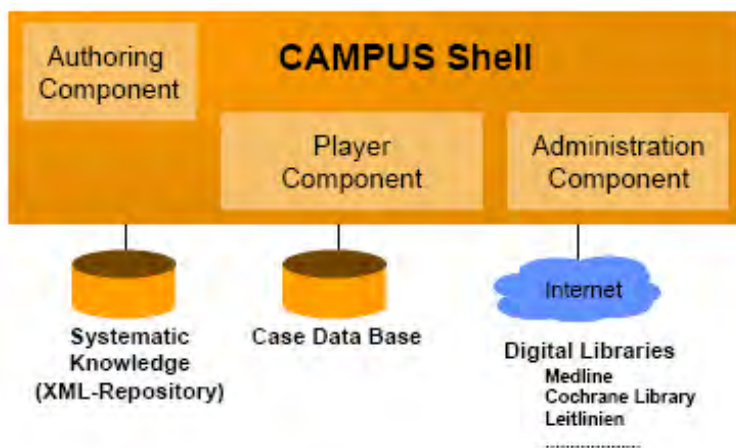 Authoring
Component
CAMPUS Shell
Player
Component
Administration
Component
Internet
Systematic
Knowledge
(XML-Repository)
Case Data Base
Digital Libraries
Medline
Cochrane Library
Leitlinien
..................